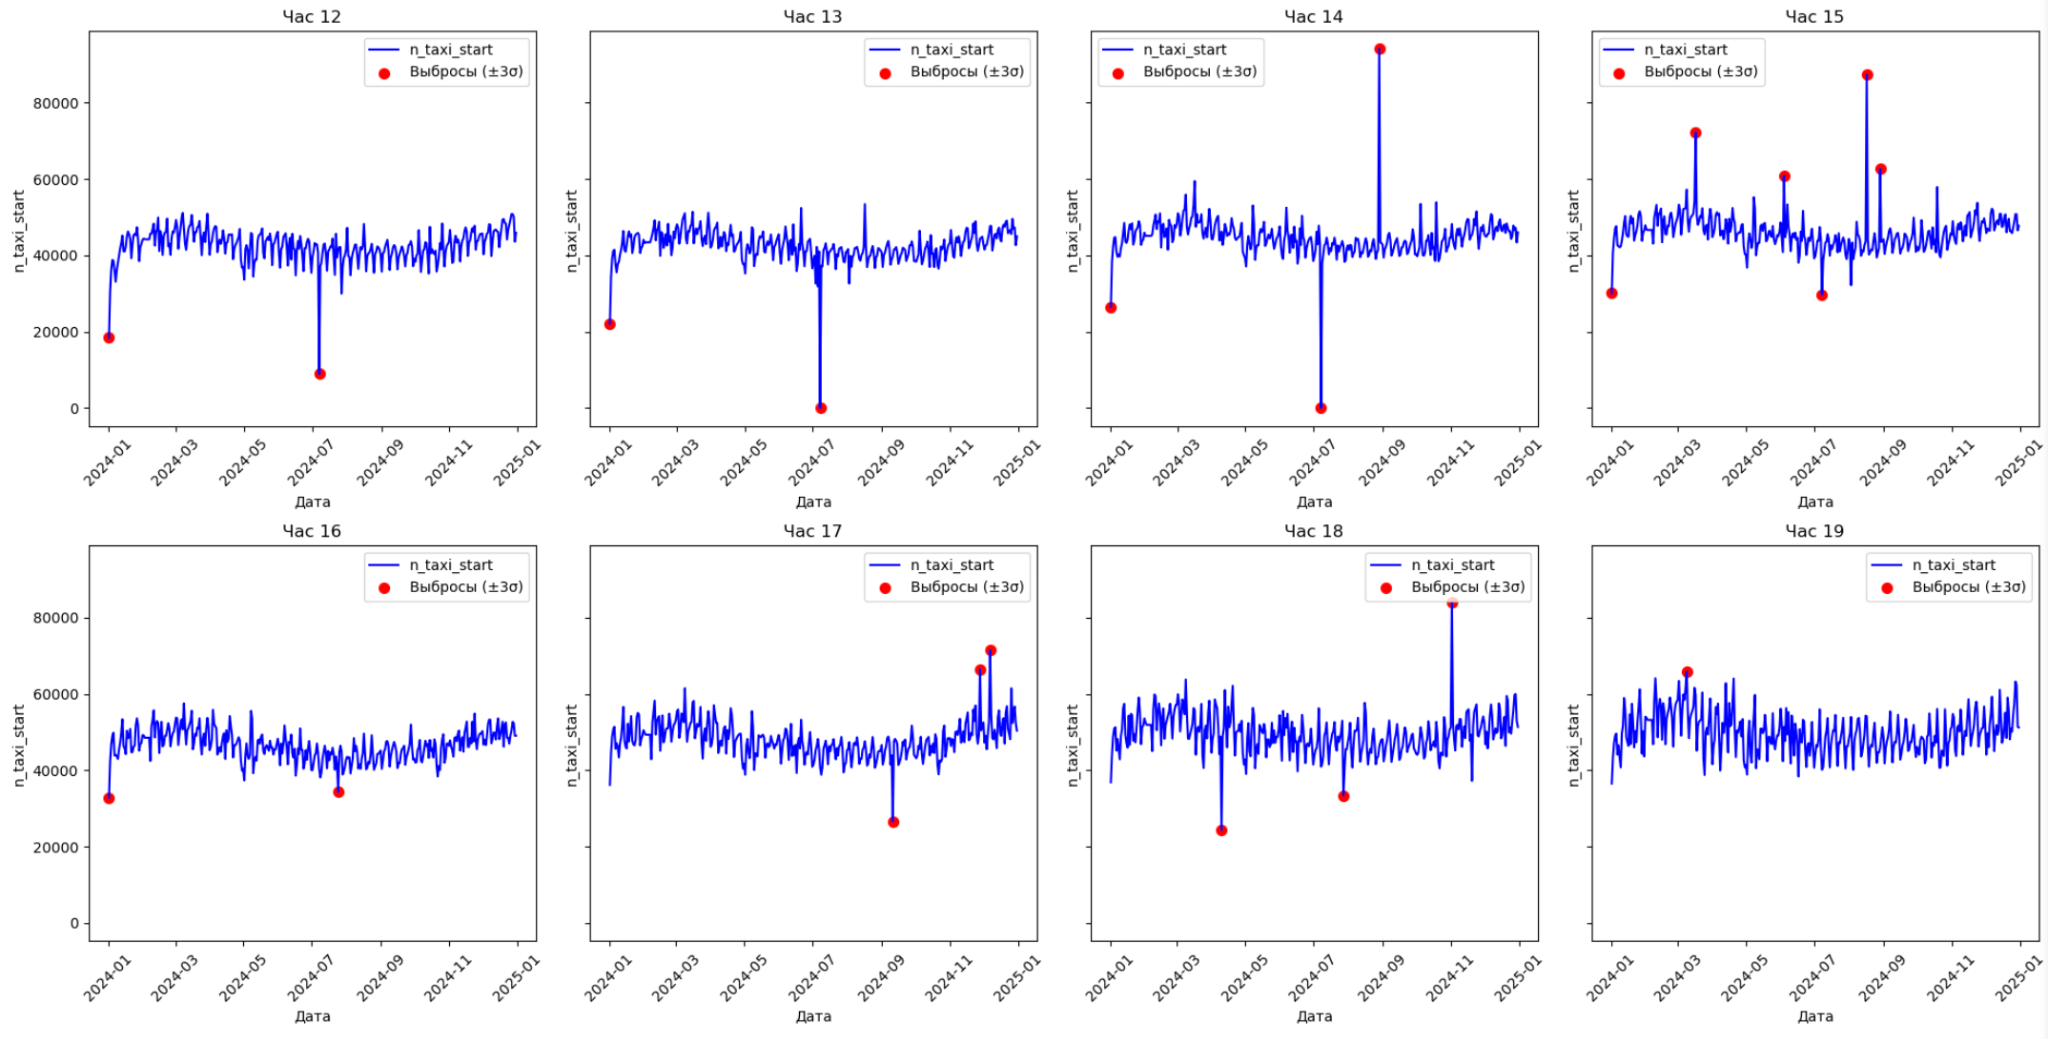 Час 12
n_taxi_start
Выбросы (±3σ)
80000
60000
40000
20000
0
n_taxi_start
2024-01
2024-03
2024-05
2024-07
2024-09
2024-11
2025-01
Дата
Час 13
n_taxi_start
Выбросы (±3σ)
n_taxi_start
2024-01
2024-03
2024-05
2024-07
2024-09
2024-11
2025-01
Дата
Час 14
n_taxi_start
Выбросы (±3σ)
n_taxi_start
2024-01
2024-03
2024-05
2024-07
2024-09
2024-11
2025-01
Дата
Час 15
n_taxi_start
Выбросы (±3σ)
n_taxi_start
2024-01
2024-03
2024-05
2024-07
2024-09
2024-11
2025-01
Дата
Час 16
n_taxi_start
Выбросы (±3σ)
80000
60000
40000
20000
0
n_taxi_start
2024-01
2024-03
2024-05
2024-07
2024-09
2024-11
2025-01
Дата
Час 17
n_taxi_start
Выбросы (±3σ)
n_taxi_start
2024-01
2024-03
2024-05
2024-07
2024-09
2024-11
2025-01
Дата
Час 18
n_taxi_start
Выбросы (±3σ)
n_taxi_start
2024-01
2024-03
2024-05
2024-07
2024-09
2024-11
2025-01
Дата
Час 19
n_taxi_start
Выбросы (±3σ)
n_taxi_start
2024-01
2024-03
2024-05
2024-07
2024-09
2024-11
2025-01
Дата